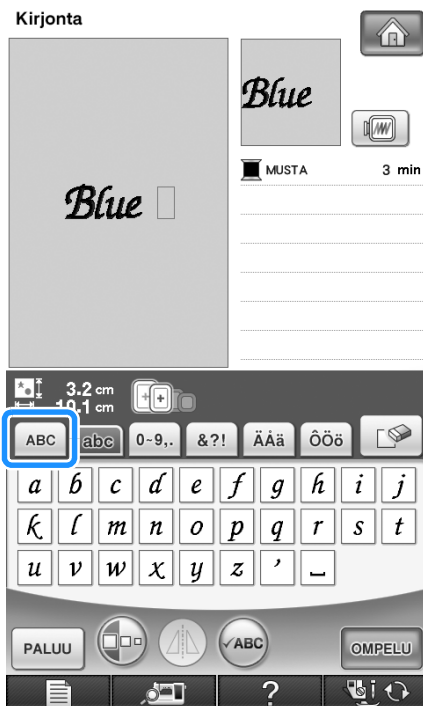 Kirjonta
Blue
Blue
MUSTA 3 min
3.2 cm
19.1 cm
ABC abc 0~9,. &?! ÄÅä ÔÖö
a b c d e f g h i j
k l m n o p q r s t
u v w x y z ’ ⎵
PALUU ✓ABC OMPELU
?